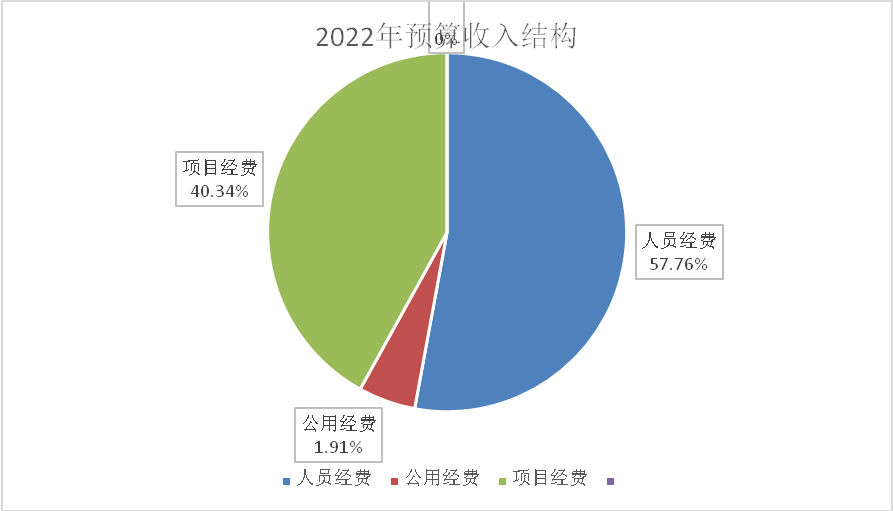 2022年预算收入结构
0%
项目经费
40.34%
人员经费
57.76%
公用经费
1.91%
人员经费 公用经费 项目经费